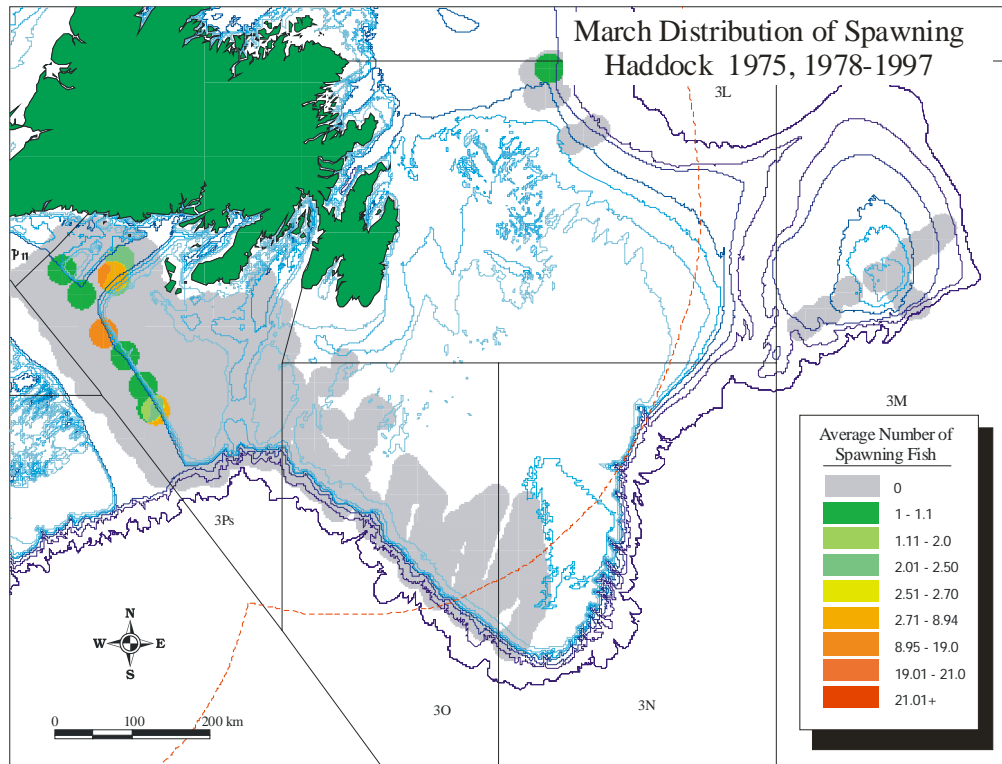 March Distribution of Spawning
Haddock 1975, 1978-1997
3L
Pn
3M
Average Number of
Spawning Fish
0
1 - 1.1
1.11 - 2.0
2.01 - 2.50
2.51 - 2.70
2.71 - 8.94
8.95 - 19.0
19.01 - 21.0
21.01+
3Ps
N
W E
S
3O
3N
0 100 200 km